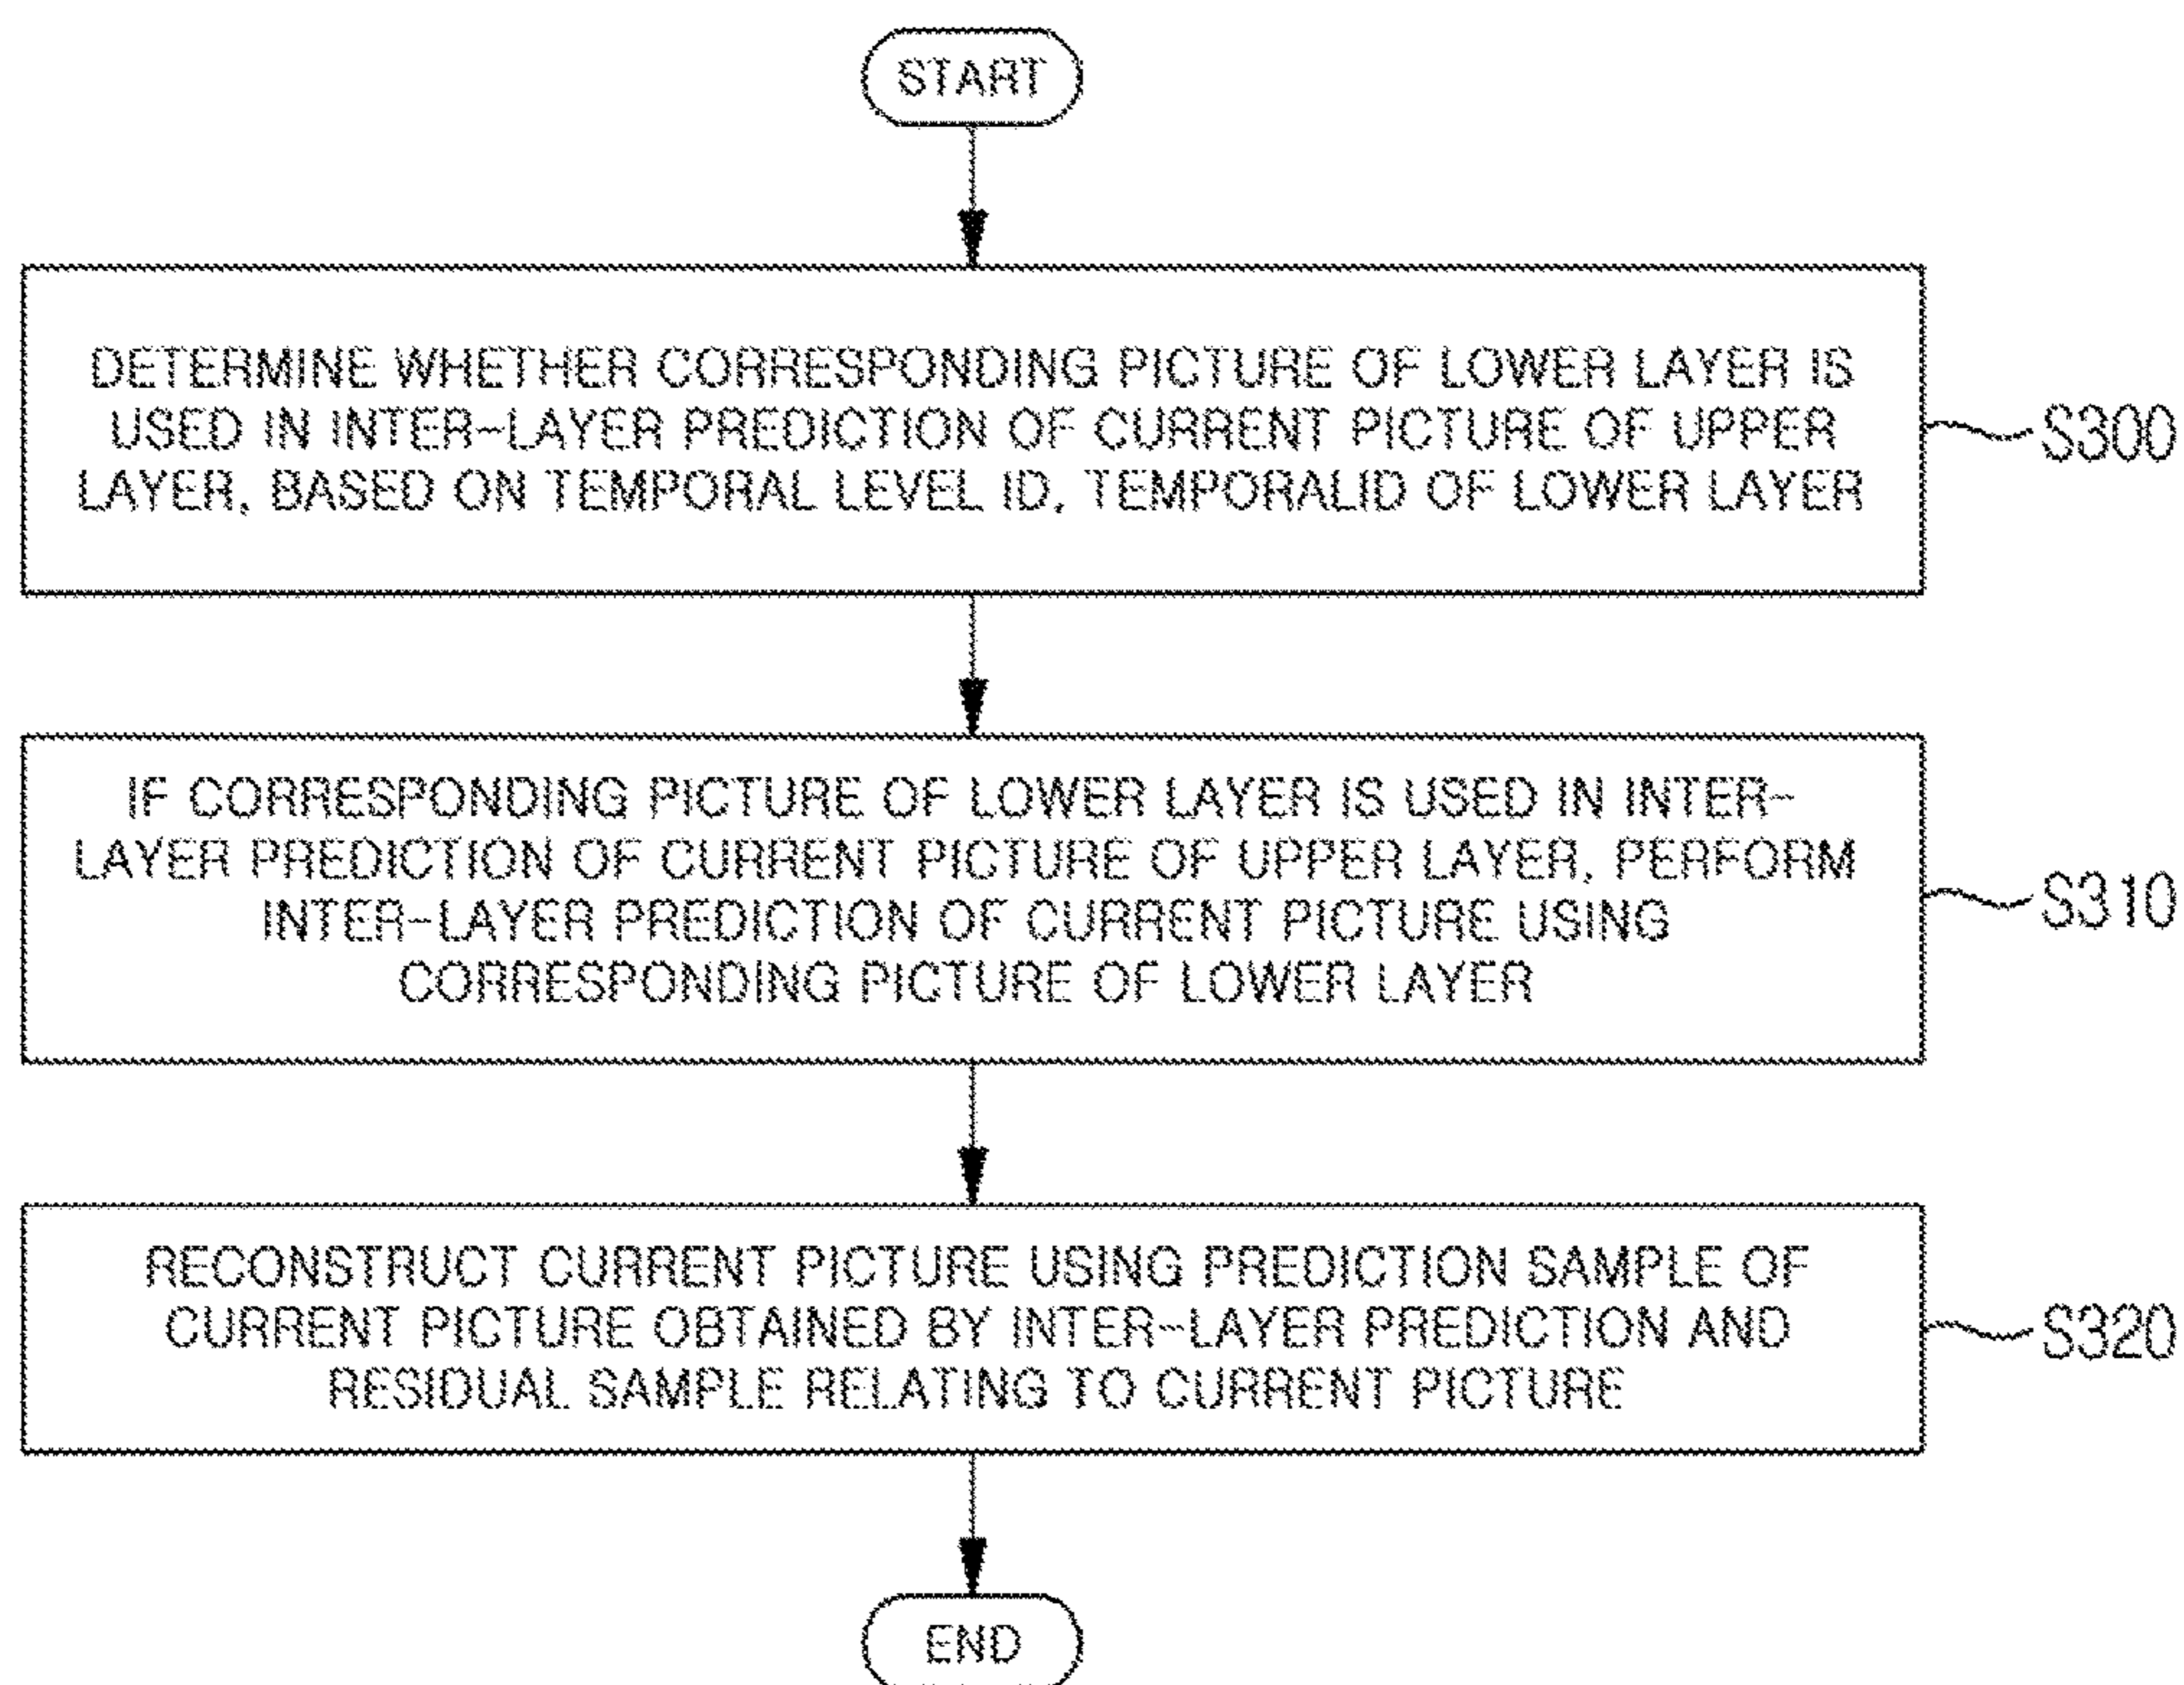 START
DETERMINE WHETHER CORRESPONDING PICTURE OF LOWER LAYER IS
USED IN INTER-LAYER PREDICTION OF CURRENT PICTURE OF UPPER
LAYER, BASED ON TEMPORAL LEVEL ID, TEMPORALID OF LOWER LAYER
S300
IF CORRESPONDING PICTURE OF LOWER LAYER IS USED IN INTER-
LAYER PREDICTION OF CURRENT PICTURE OF UPPER LAYER, PERFORM
INTER-LAYER PREDICTION OF CURRENT PICTURE USING
CORRESPONDING PICTURE OF LOWER LAYER
S310
RECONSTRUCT CURRENT PICTURE USING PREDICTION SAMPLE OF
CURRENT PICTURE OBTAINED BY INTER-LAYER PREDICTION AND
RESIDUAL SAMPLE RELATING TO CURRENT PICTURE
S320
END